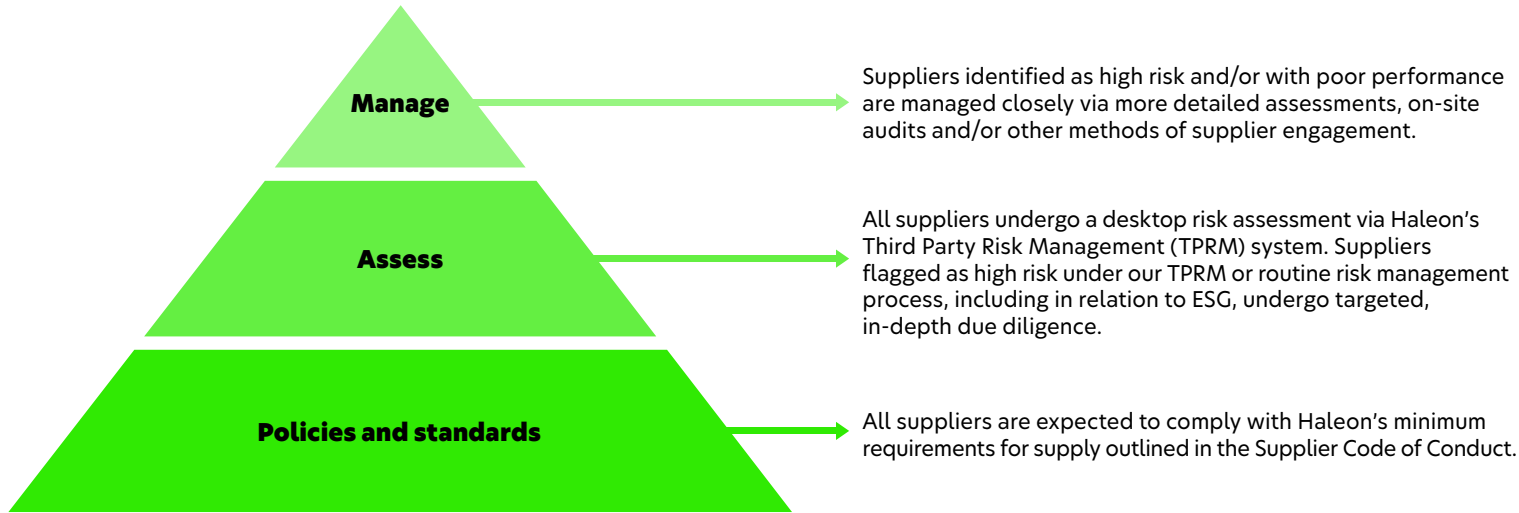 Manage
Suppliers identified as high risk and/or with poor performance
are managed closely via more detailed assessments, on-site
audits and/or other methods of supplier engagement.
Assess
All suppliers undergo a desktop risk assessment via Haleon’s
Third Party Risk Management (TPRM) system. Suppliers
flagged as high risk under our TPRM or routine risk management
process, including in relation to ESG, undergo targeted,
in-depth due diligence.
Policies and standards
All suppliers are expected to comply with Haleon’s minimum
requirements for supply outlined in the Supplier Code of Conduct.